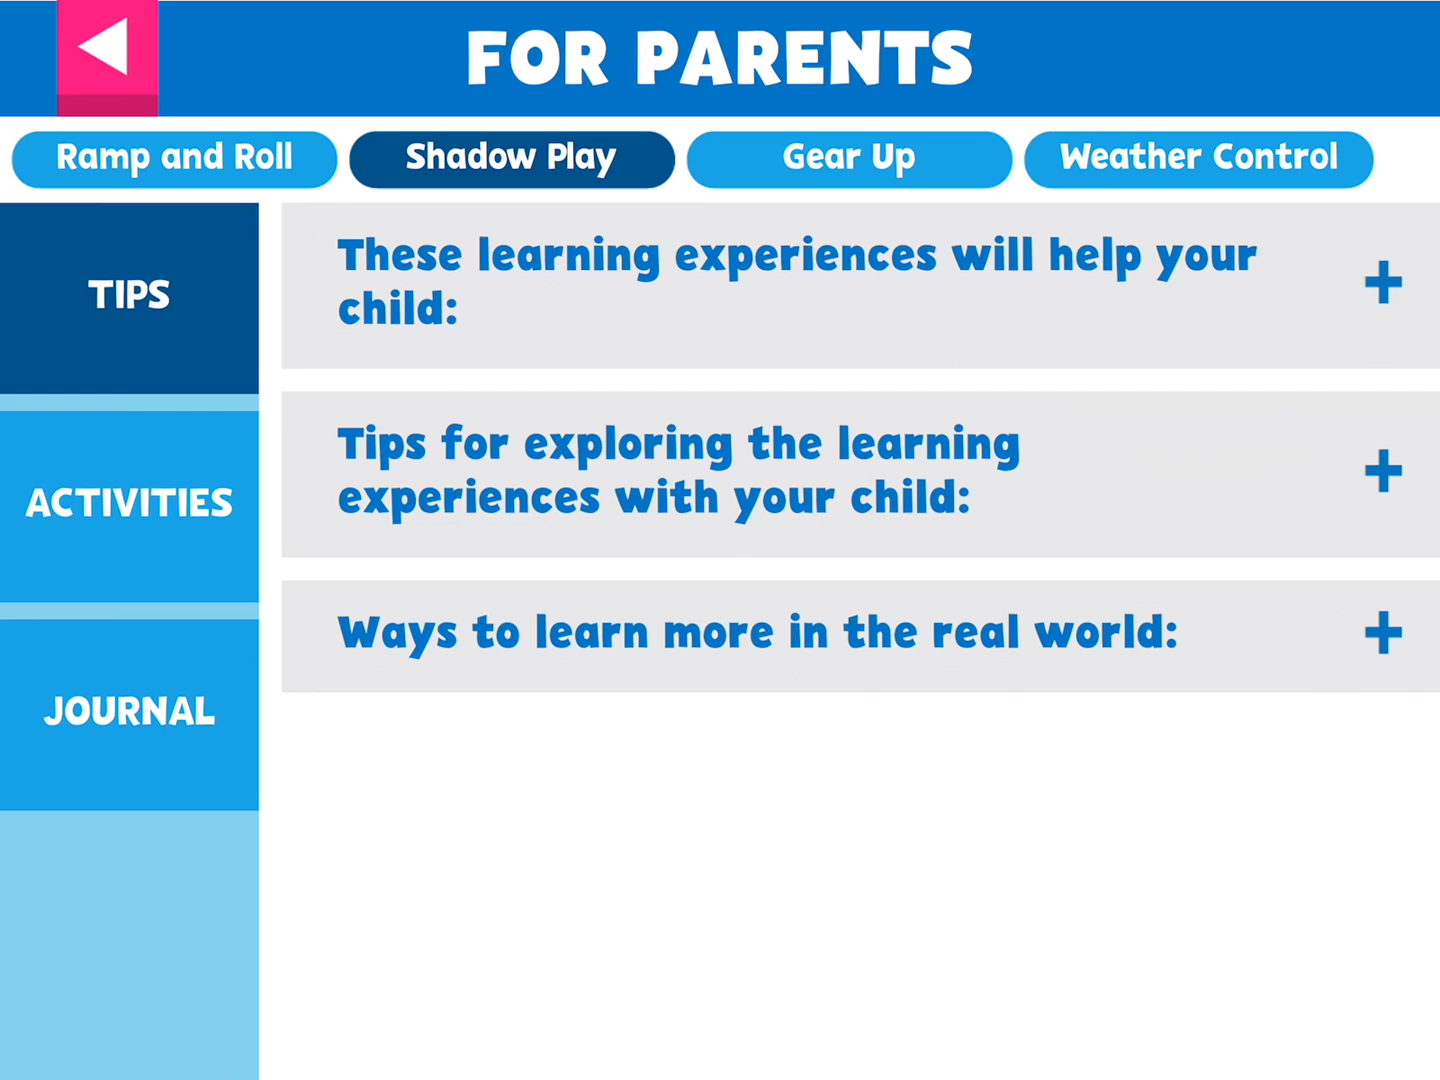 FOR PARENTS
Ramp and Roll
Shadow Play
Gear Up
Weather Control
TIPS
ACTIVITIES
JOURNAL
These learning experiences will help your
child:
+
Tips for exploring the learning
experiences with your child:
+
Ways to learn more in the real world:
+